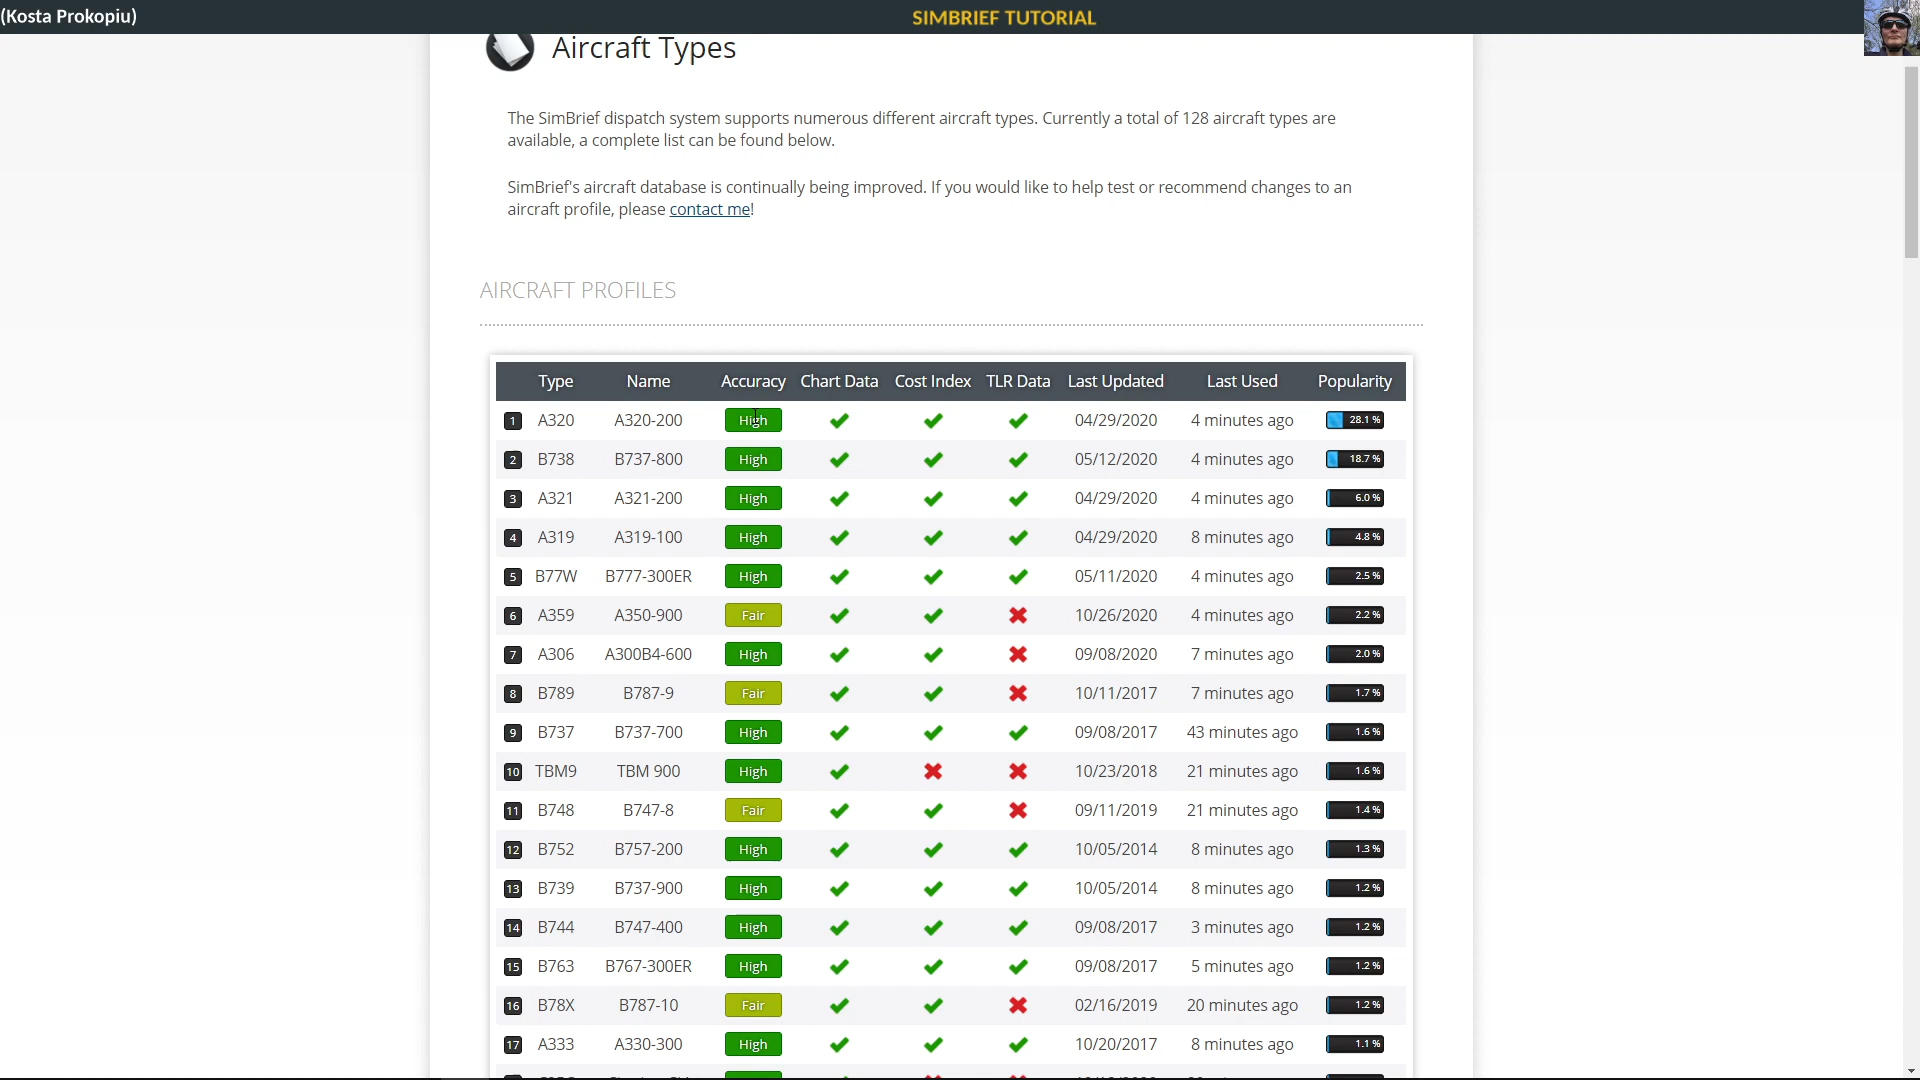 (Kosta Prokopiu)
SIMBRIEF TUTORIAL
Aircraft Types
The SimBrief dispatch system supports numerous different aircraft types. Currently a total of 128 aircraft types are
available, a complete list can be found below.
SimBrief's aircraft database is continually being improved. If you would like to help test or recommend changes to an
aircraft profile, please contact me!
AIRCRAFT PROFILES
Type Name Accuracy Chart Data Cost Index TLR Data Last Updated Last Used Popularity
1 A320 A320-200 High 04/29/2020 4 minutes ago 28.1 %
2 B738 B737-800 High 05/12/2020 4 minutes ago 18.7 %
3 A321 A321-200 High 04/29/2020 4 minutes ago 6.0 %
4 A319 A319-100 High 04/29/2020 8 minutes ago 4.8 %
5 B77W B777-300ER High 05/11/2020 4 minutes ago 2.5 %
6 A359 A350-900 Fair 10/26/2020 4 minutes ago 2.2 %
7 A306 A300B4-600 High 09/08/2020 7 minutes ago 2.0 %
8 B789 B787-9 Fair 10/11/2017 7 minutes ago 1.7 %
9 B737 B737-700 High 09/08/2017 43 minutes ago 1.6 %
10 TBM9 TBM 900 High 10/23/2018 21 minutes ago 1.6 %
11 B748 B747-8 Fair 09/11/2019 21 minutes ago 1.4 %
12 B752 B757-200 High 10/05/2014 8 minutes ago 1.3 %
13 B739 B737-900 High 10/05/2014 8 minutes ago 1.2 %
14 B744 B747-400 High 09/08/2017 3 minutes ago 1.2 %
15 B763 B767-300ER High 09/08/2017 5 minutes ago 1.2 %
16 B78X B787-10 Fair 02/16/2019 20 minutes ago 1.2 %
17 A333 A330-300 High 10/20/2017 8 minutes ago 1.1 %